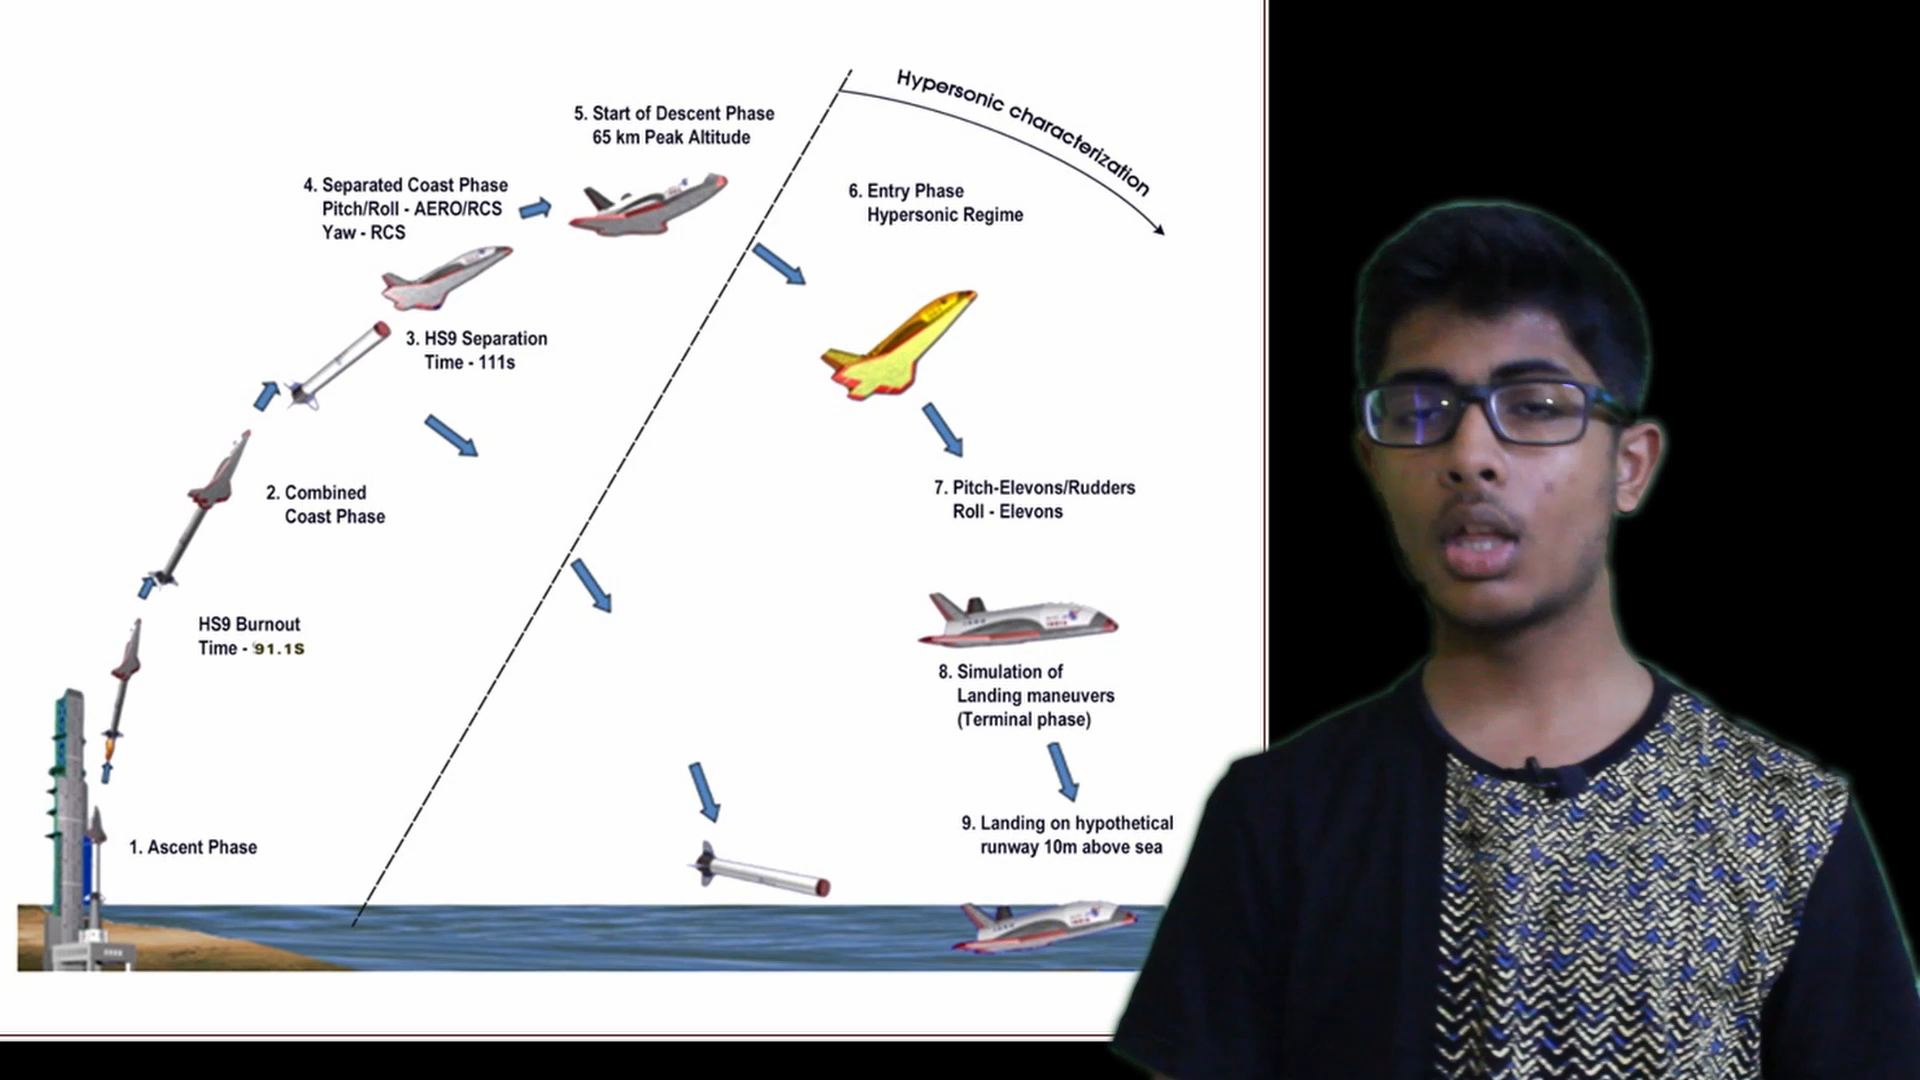 Hypersonic characterization
5. Start of Descent Phase
65 km Peak Altitude
4. Separated Coast Phase
Pitch/Roll - AERO/RCS
Yaw - RCS
6. Entry Phase
Hypersonic Regime
3. HS9 Separation
Time - 111s
2. Combined
Coast Phase
7. Pitch-Elevons/Rudders
Roll - Elevons
HS9 Burnout
Time - 91.1S
8. Simulation of
Landing maneuvers
(Terminal phase)
1. Ascent Phase
9. Landing on hypothetical
runway 10m above sea